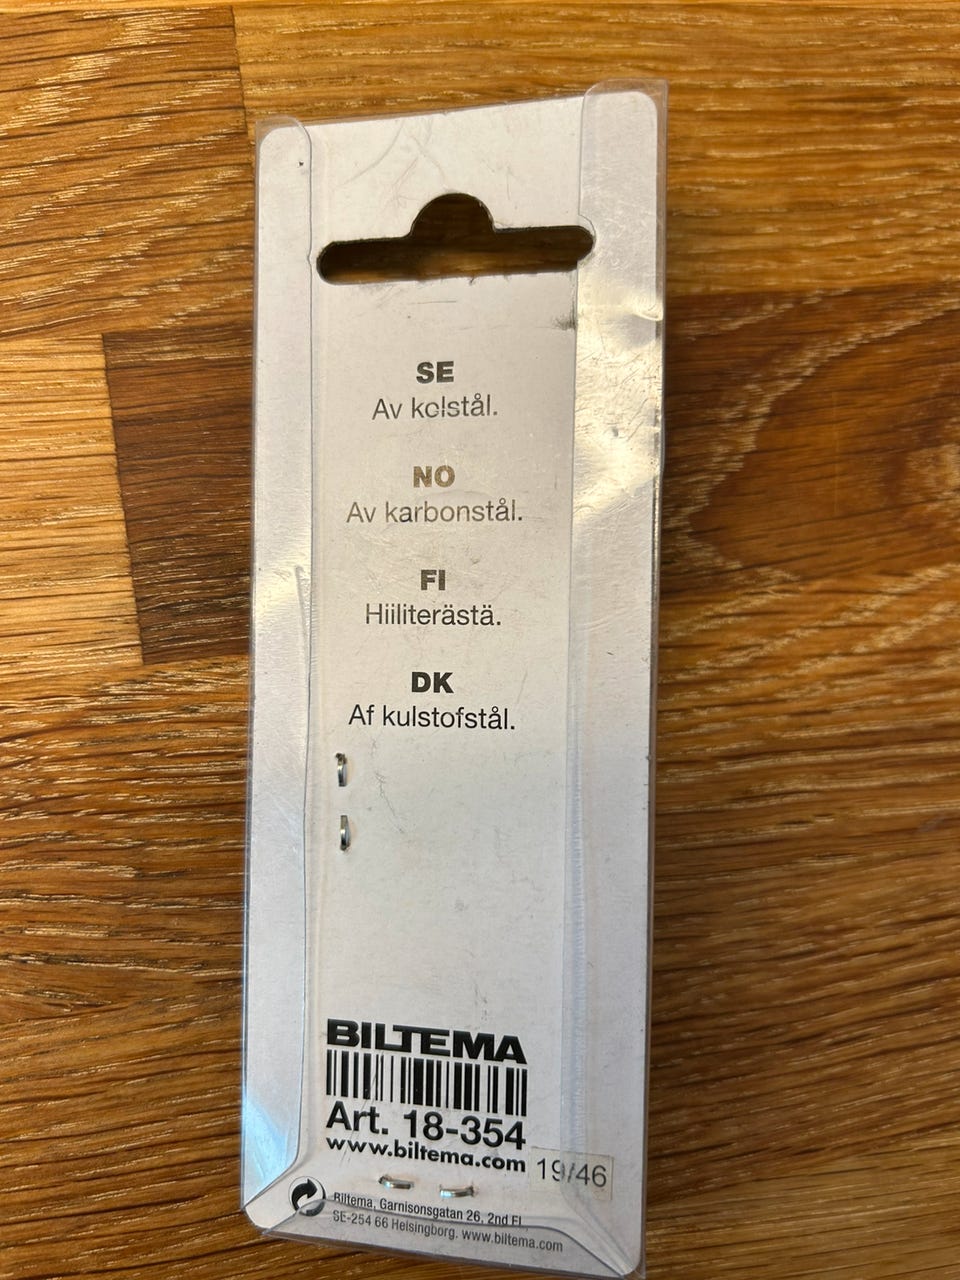 SE
Av kolstål.
NO
Av karbonstål.
FI
Hiiliterästä.
DK
Af kulstofstål.
BILTEMA
Art. 18-354
www.biltema.com
19/46
Biltema, Garnisonsgatan 26, 2nd Fl
SE-254 66 Helsingborg. www.biltema.com